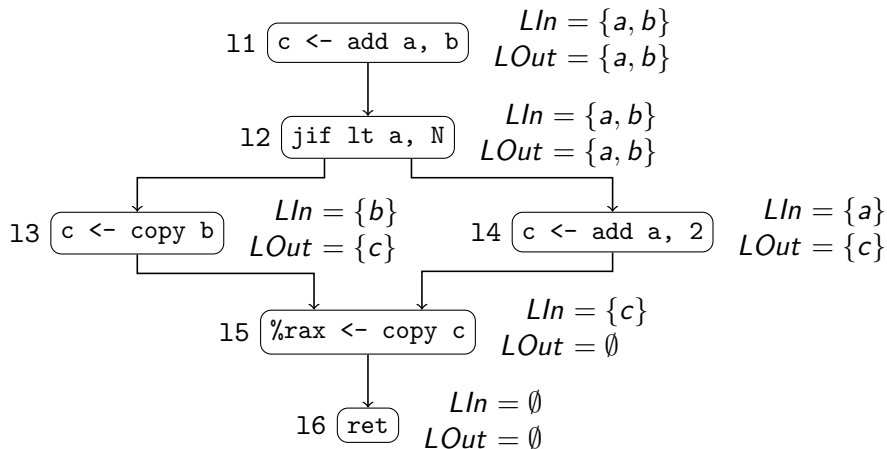 l1 c <- add a, b
LIn = {a, b}
LOut = {a, b}
l2 jif lt a, N
LIn = {a, b}
LOut = {a, b}
l3 c <- copy b
LIn = {b}
LOut = {c}
l4 c <- add a, 2
LIn = {a}
LOut = {c}
l5 %rax <- copy c
LIn = {c}
LOut = ∅
l6 ret
LIn = ∅
LOut = ∅